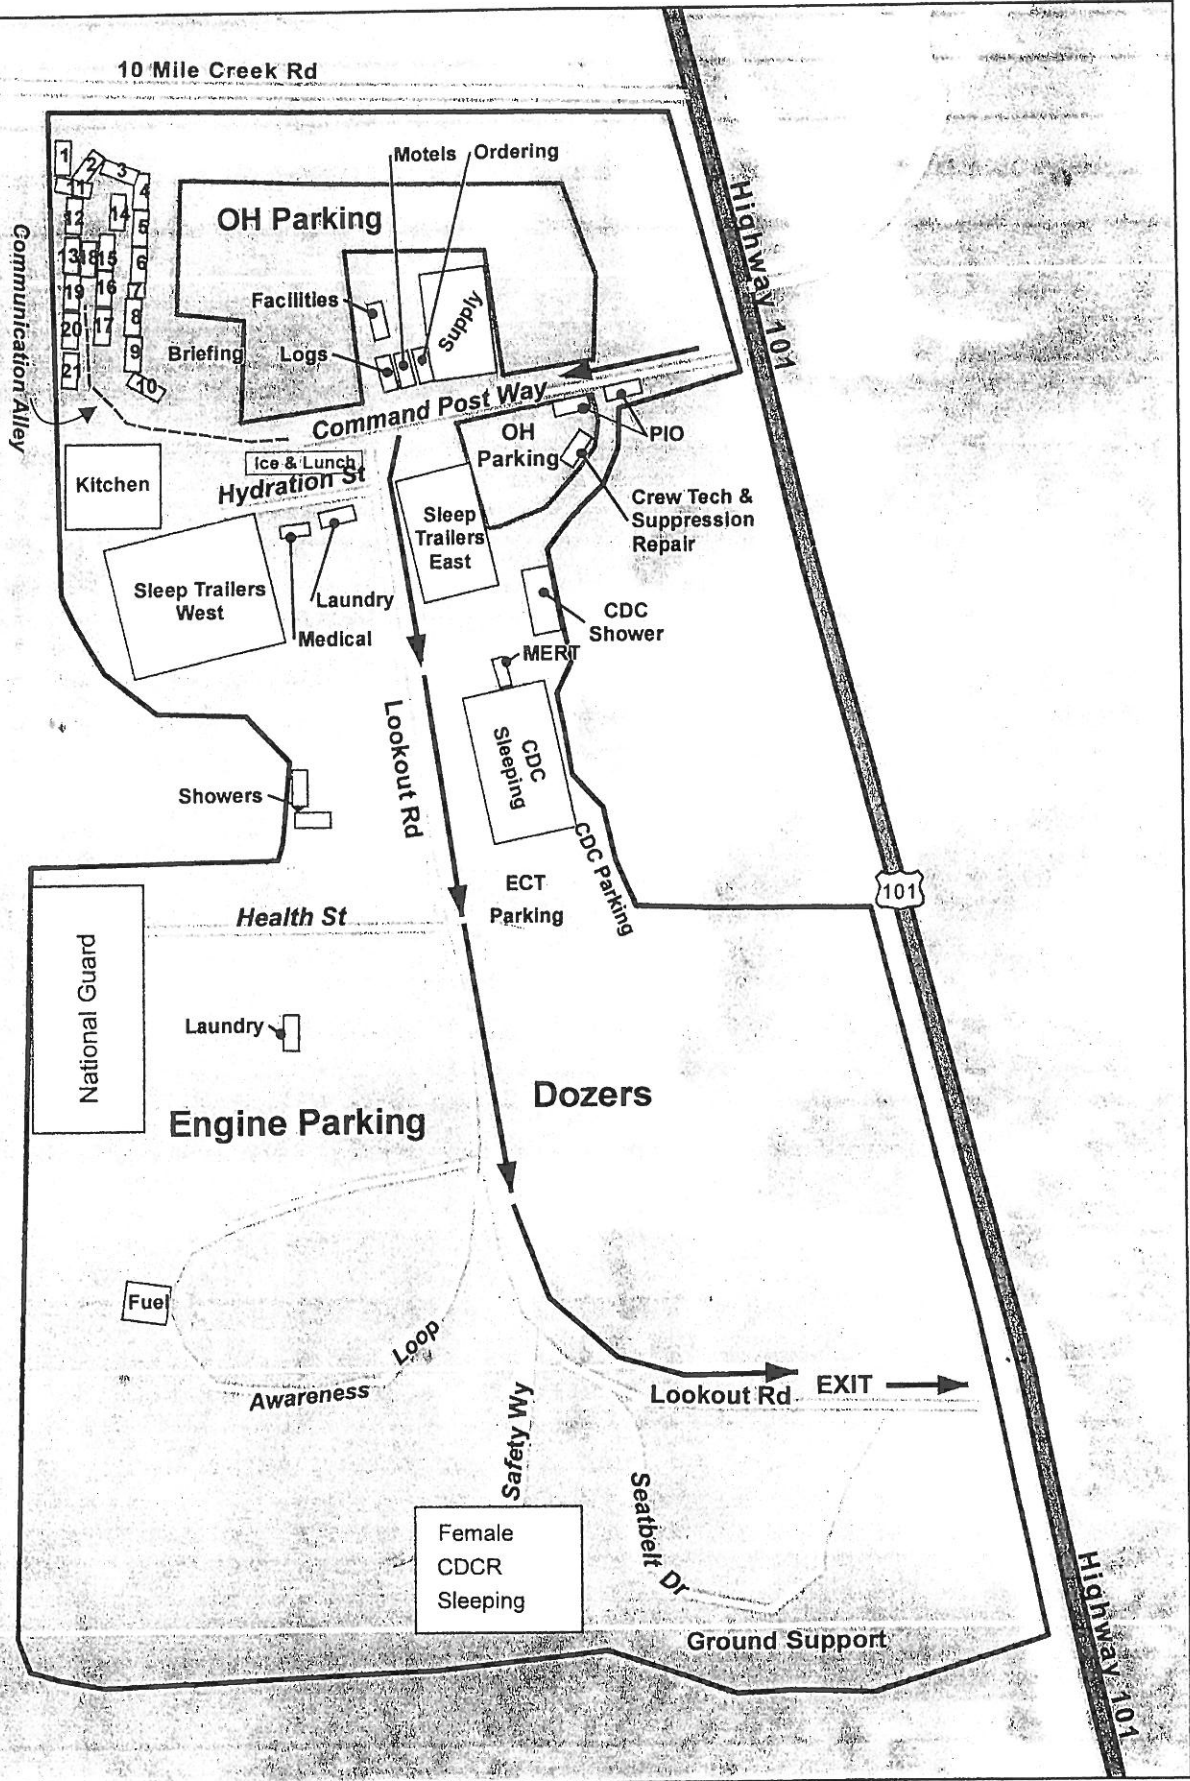 10 Mile Creek Rd
Motels
Ordering
1
2
3
4
11
12
14
5
OH Parking
13
18
15
6
19
16
7
20
17
8
21
9
10
Communication Alley
Facilities
Supply
Briefing
Logs
Command Post Way
Highway 101
PIO
OH
Parking
Ice & Lunch
Hydration St
Kitchen
Sleep
Trailers
East
Crew Tech &
Suppression
Repair
Sleep Trailers
West
Laundry
Medical
CDC
Shower
MERT
CDC
Sleeping
Lookout Rd
Showers
CDC Parking
ECT
Parking
101
Health St
National Guard
Laundry
Dozers
Engine Parking
Fuel
Awareness Loop
Lookout Rd
EXIT
Safety Wy
Seatbelt Dr
Female
CDCR
Sleeping
Ground Support
Highway 101